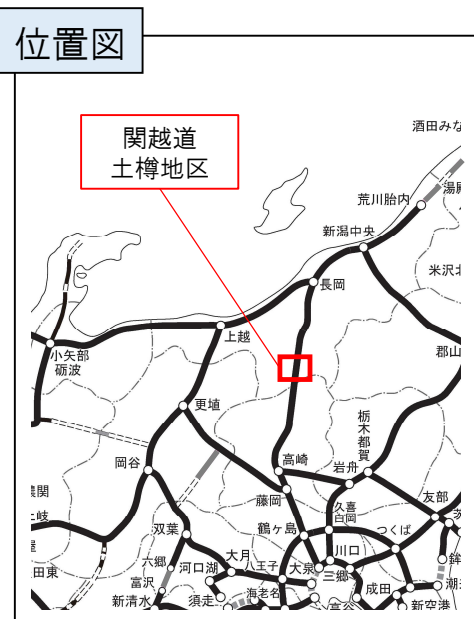 位置図
関越道
土樽地区
酒田みな
湯殿
荒川胎内
新潟中央
米沢北
長岡
上越
小矢部
砺波
郡山
更埴
栃木都賀
高崎
岩舟
岡谷
藤岡
久喜
白岡
友部
鶴ヶ島
つくば
双葉
川口
六郷
大月
八王子
大泉
三郷
河口湖
富沢
成田
新清水
須走
海老名
新空港
土岐